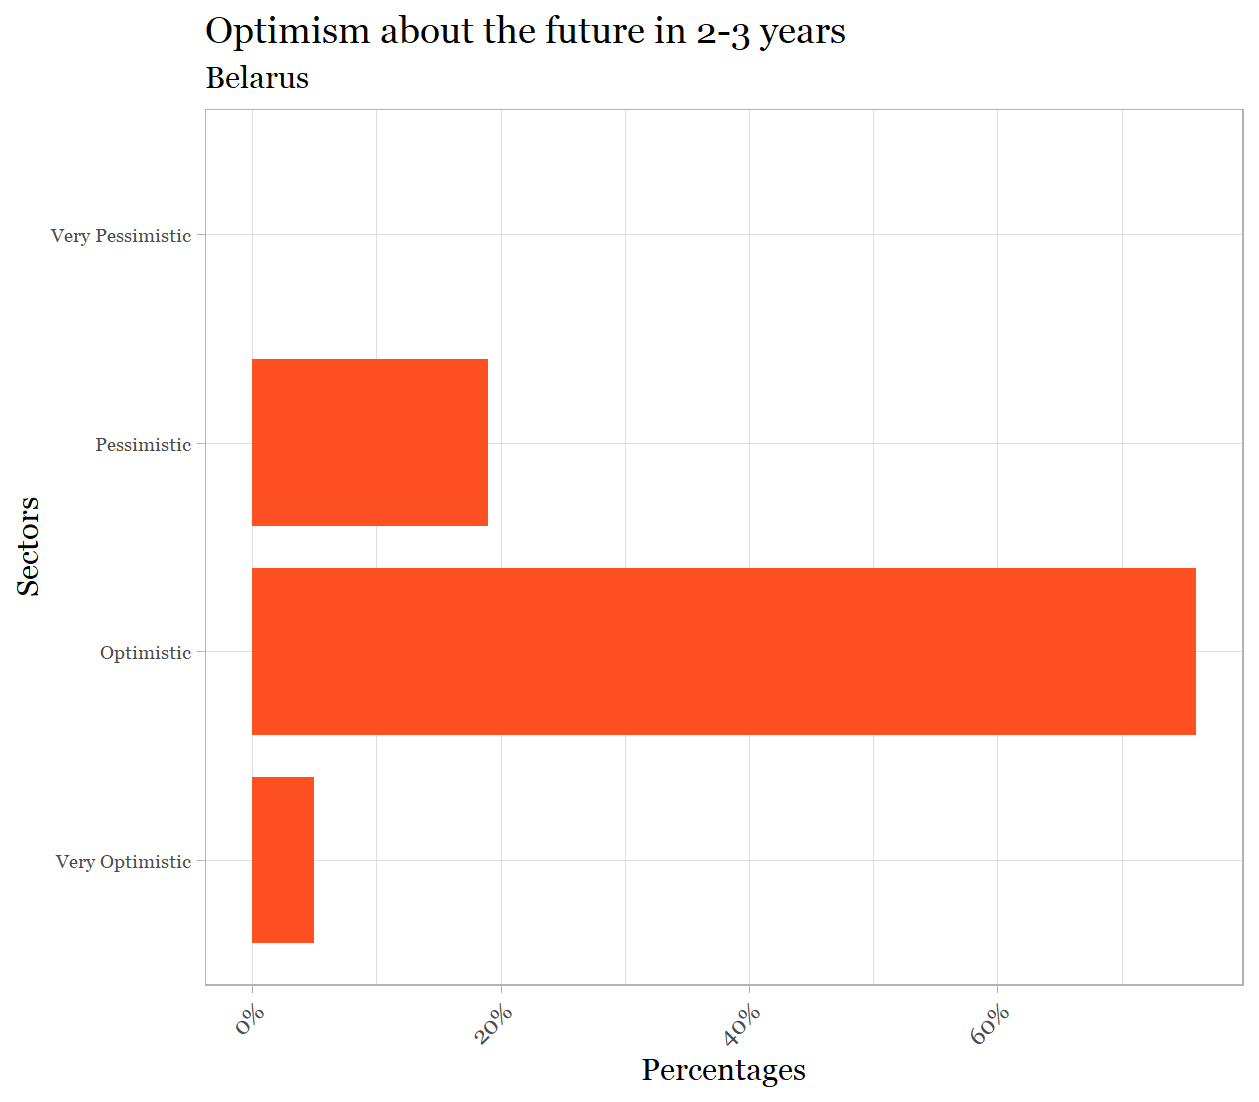 Optimism about the future in 2-3 years
Belarus
Very Pessimistic
Pessimistic
Optimistic
Very Optimistic
Sectors
0%
20%
40%
60%
Percentages